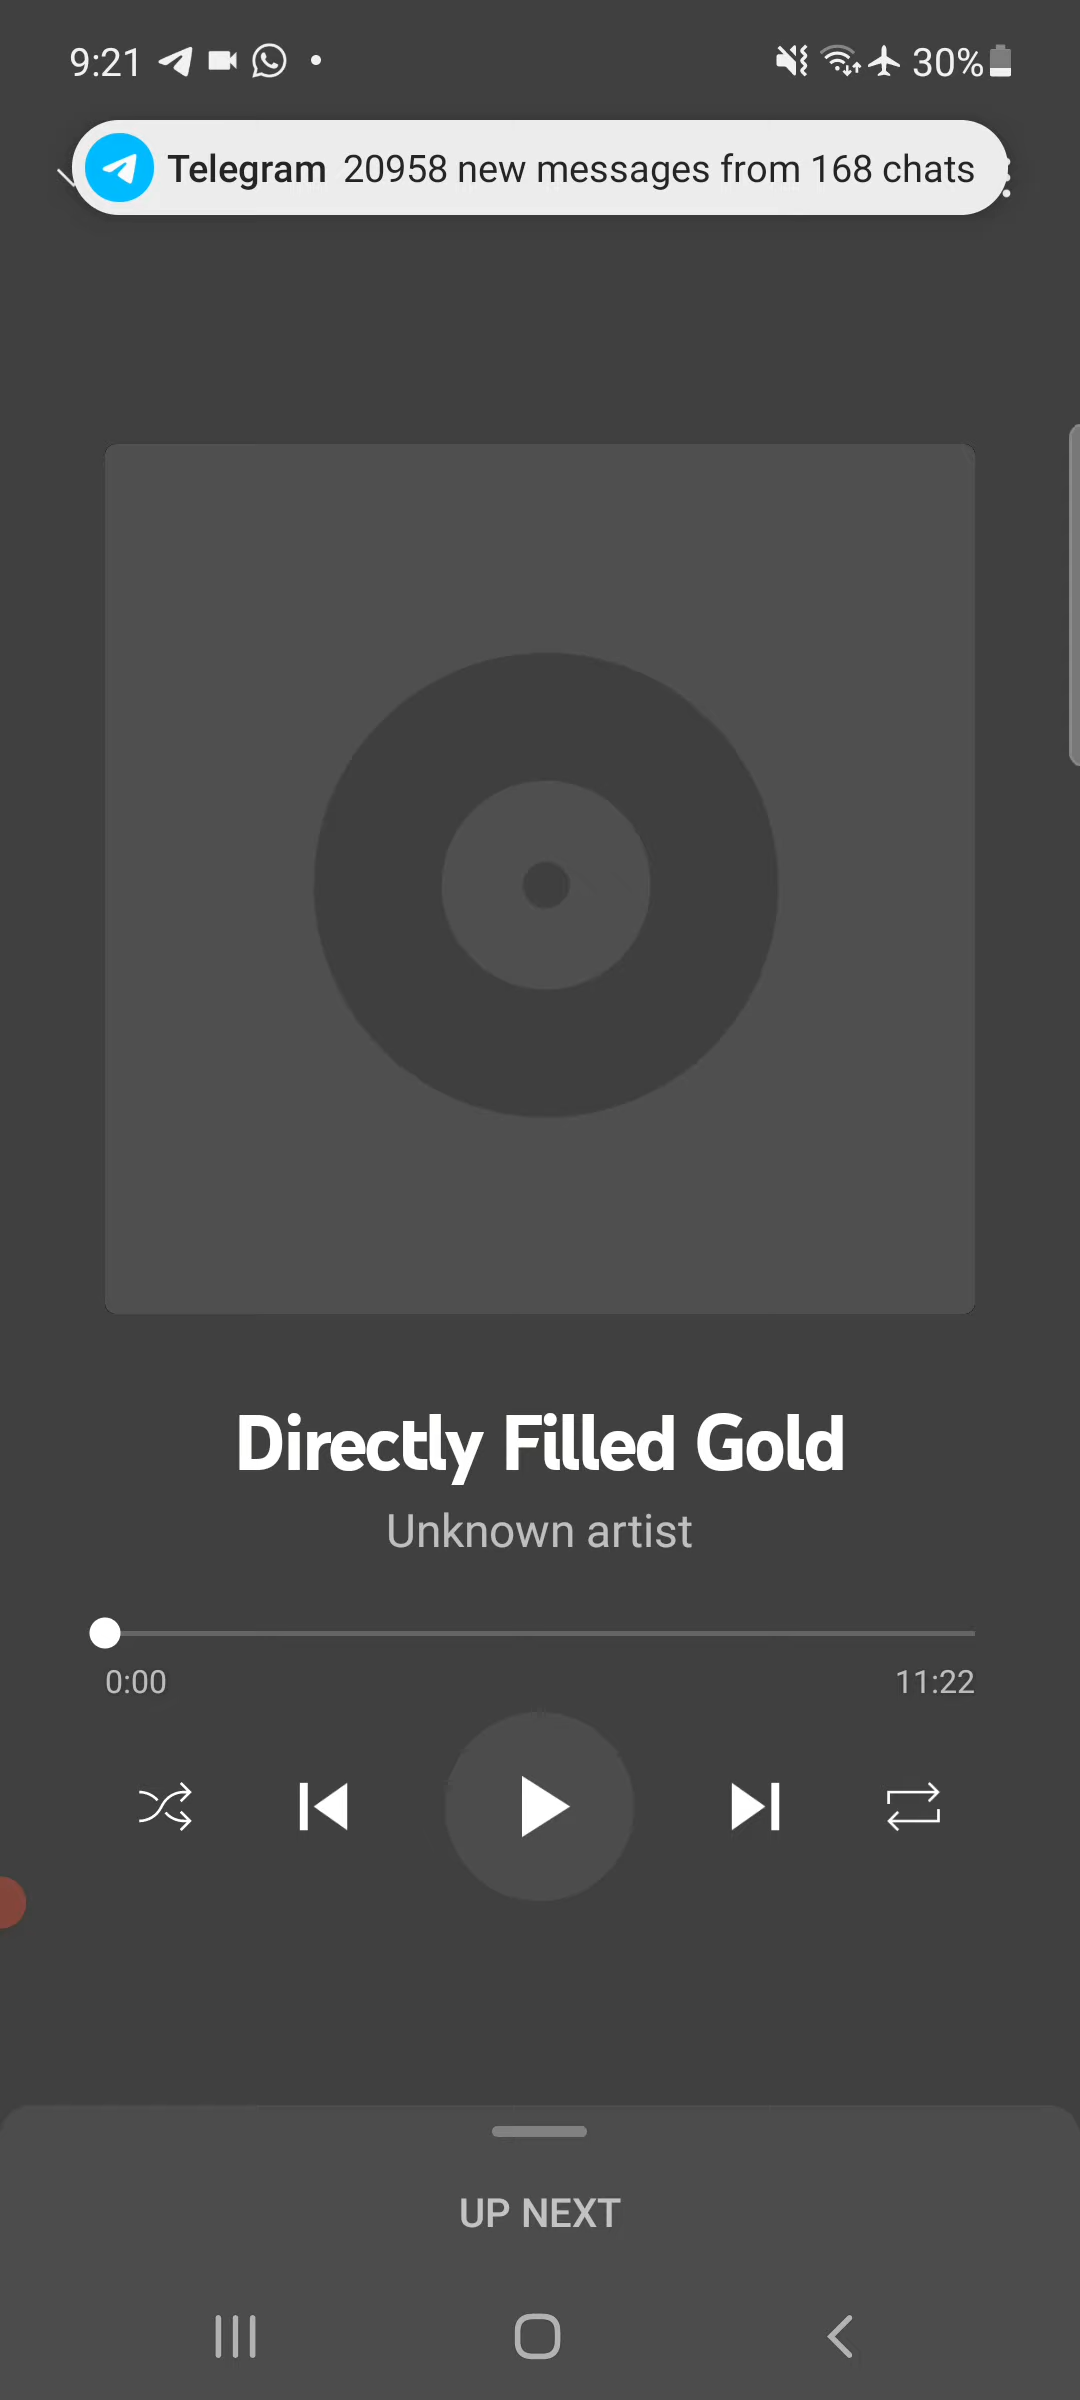 9:21
30%
Telegram 20958 new messages from 168 chats
Directly Filled Gold
Unknown artist
0:00
11:22
UP NEXT